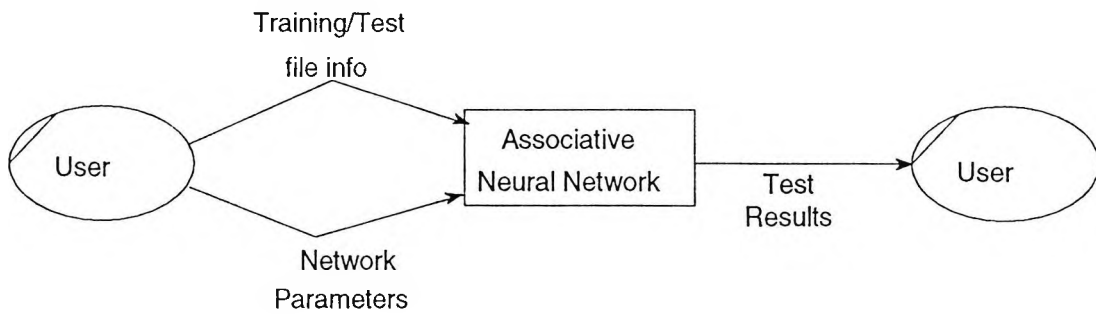 Training/Test
file info
User
Associative
Neural Network
Test
Results
User
Network
Parameters